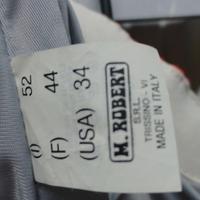 52
(I)
44
(F)
34
(USA)
M. ROBERT
S.R.L.
TRISSINO - VI
MADE IN ITALY